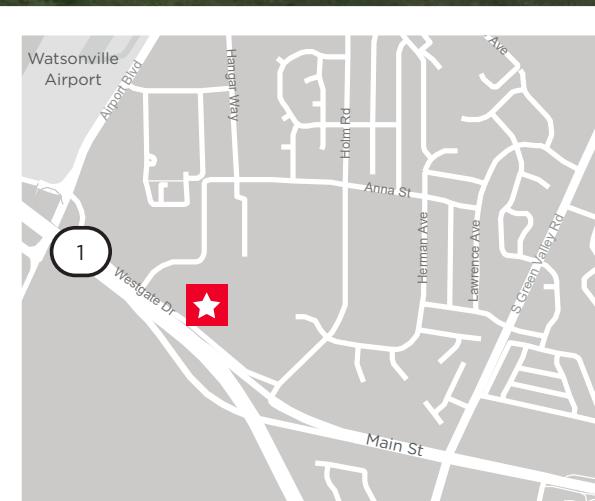 Watsonville
Airport
Airport Blvd
Hangar Way
Ave
Holm Rd
Anna St
Herman Ave
Lawrence Ave
S Green Valley Rd
1
Westgate Dr
Main St